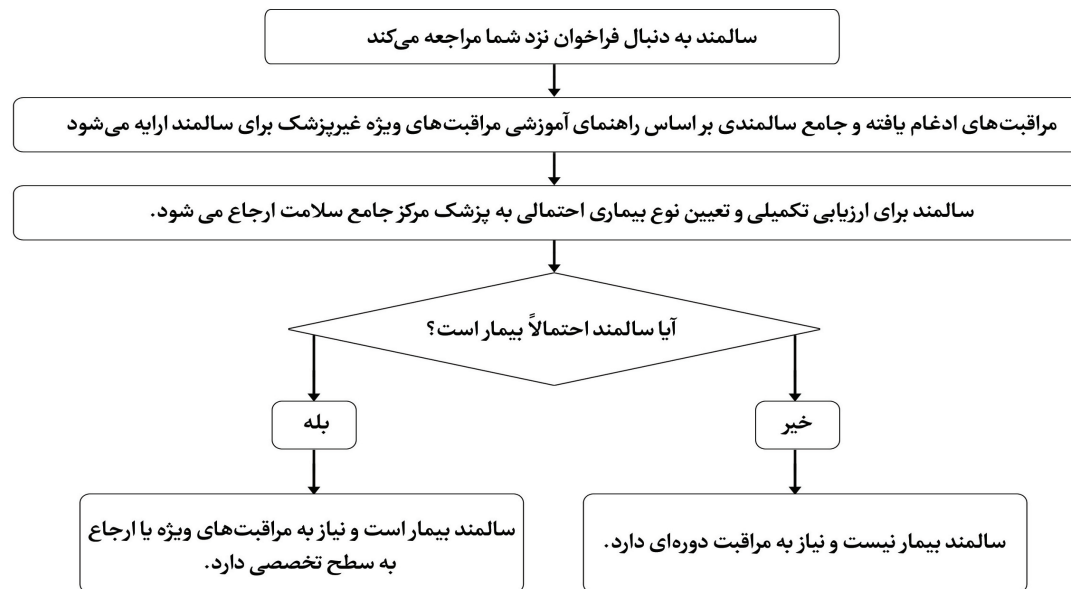 سالمند به دنبال فراخوان نزد شما مراجعه می‌کند
مراقبت‌های ادغام یافته و جامع سالمندی بر اساس راهنمای آموزشی مراقبت‌های ویژه غیرپزشک برای سالمند ارایه می‌شود
سالمند برای ارزیابی تکمیلی و تعیین نوع بیماری احتمالی به پزشک مرکز جامع سلامت ارجاع می شود.
آیا سالمند احتمالاً بیمار است؟
خیر
بله
سالمند بیمار نیست و نیاز به مراقبت دوره‌ای دارد.
سالمند بیمار است و نیاز به مراقبت‌های ویژه یا ارجاع
به سطح تخصصی دارد.